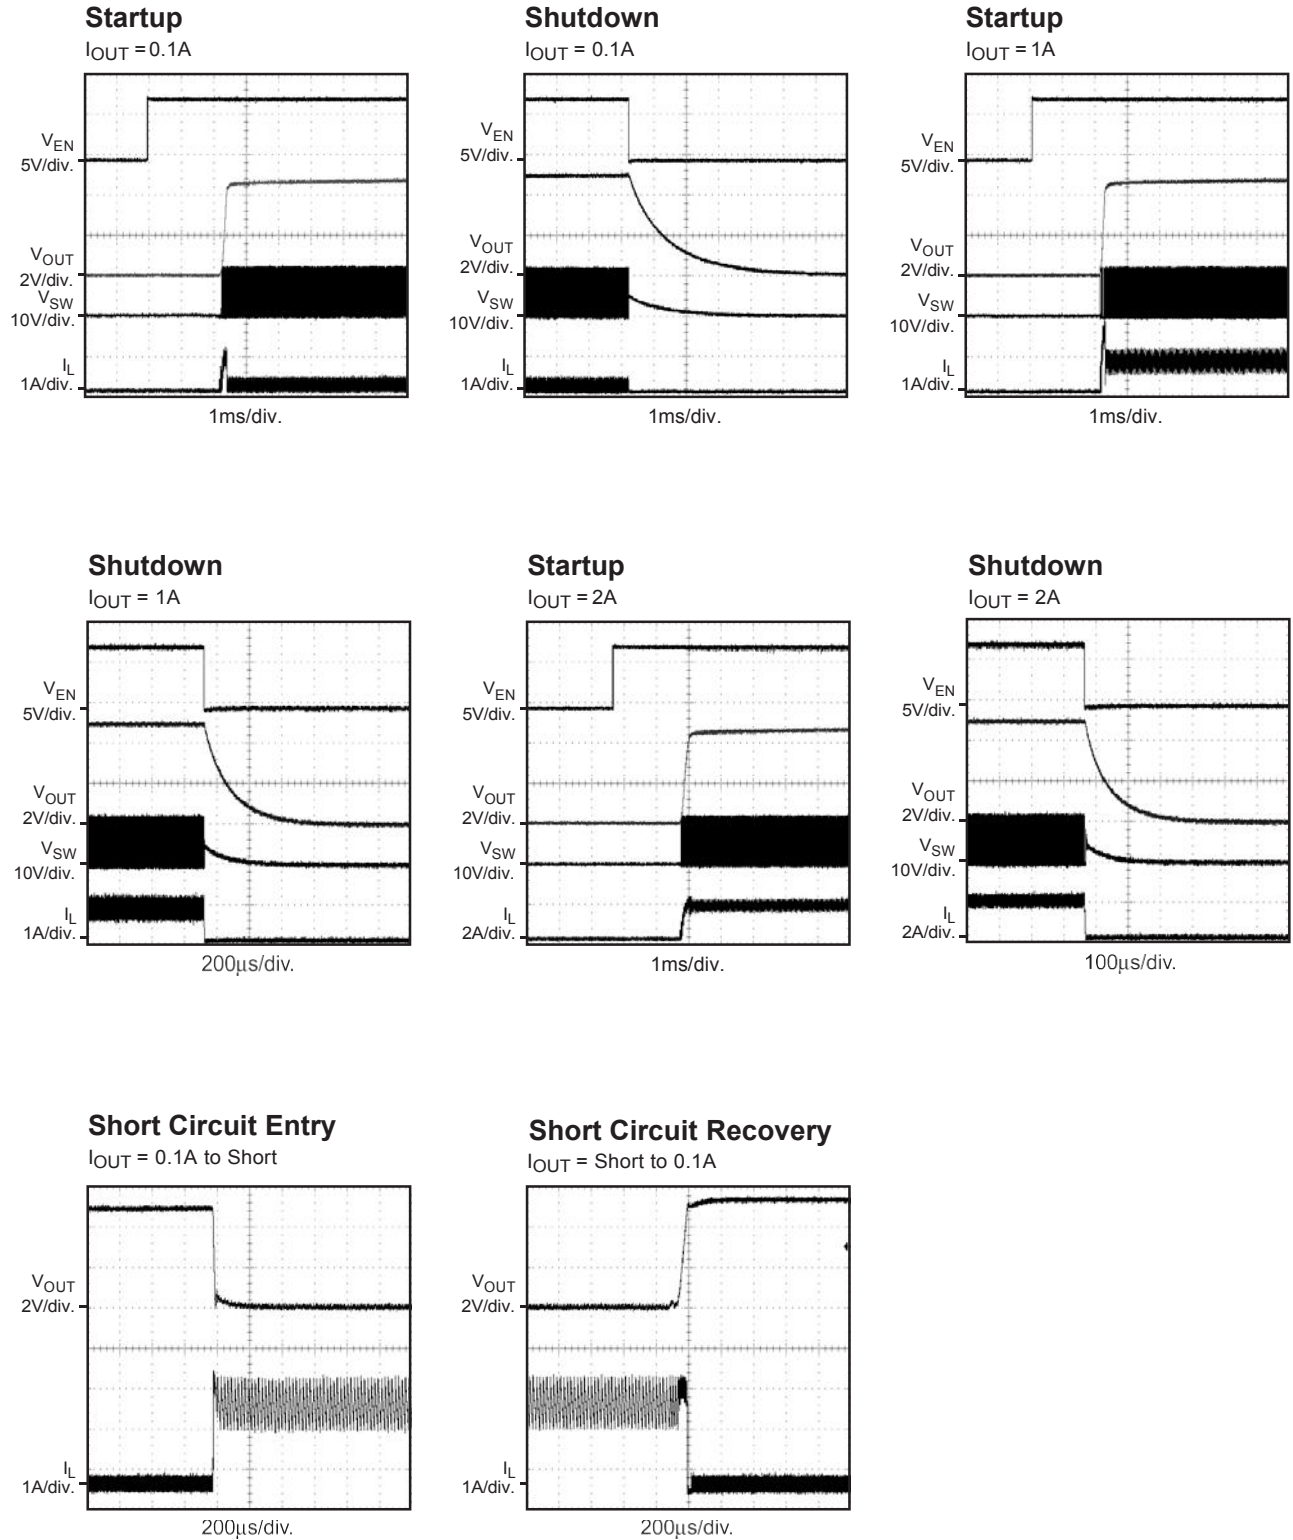 Startup
IOUT = 0.1A
VEN
5V/div.
VOUT
2V/div.
VSW
10V/div.
IL
1A/div.
1ms/div.
Shutdown
IOUT = 0.1A
VEN
5V/div.
VOUT
2V/div.
VSW
10V/div.
IL
1A/div.
1ms/div.
Startup
IOUT = 1A
VEN
5V/div.
VOUT
2V/div.
VSW
10V/div.
IL
1A/div.
1ms/div.
Shutdown
IOUT = 1A
VEN
5V/div.
VOUT
2V/div.
VSW
10V/div.
IL
1A/div.
200µs/div.
Startup
IOUT = 2A
VEN
5V/div.
VOUT
2V/div.
VSW
10V/div.
IL
2A/div.
1ms/div.
Shutdown
IOUT = 2A
VEN
5V/div.
VOUT
2V/div.
VSW
10V/div.
IL
2A/div.
100µs/div.
Short Circuit Entry
IOUT = 0.1A to Short
VOUT
2V/div.
IL
1A/div.
200µs/div.
Short Circuit Recovery
IOUT = Short to 0.1A
VOUT
2V/div.
IL
1A/div.
200µs/div.